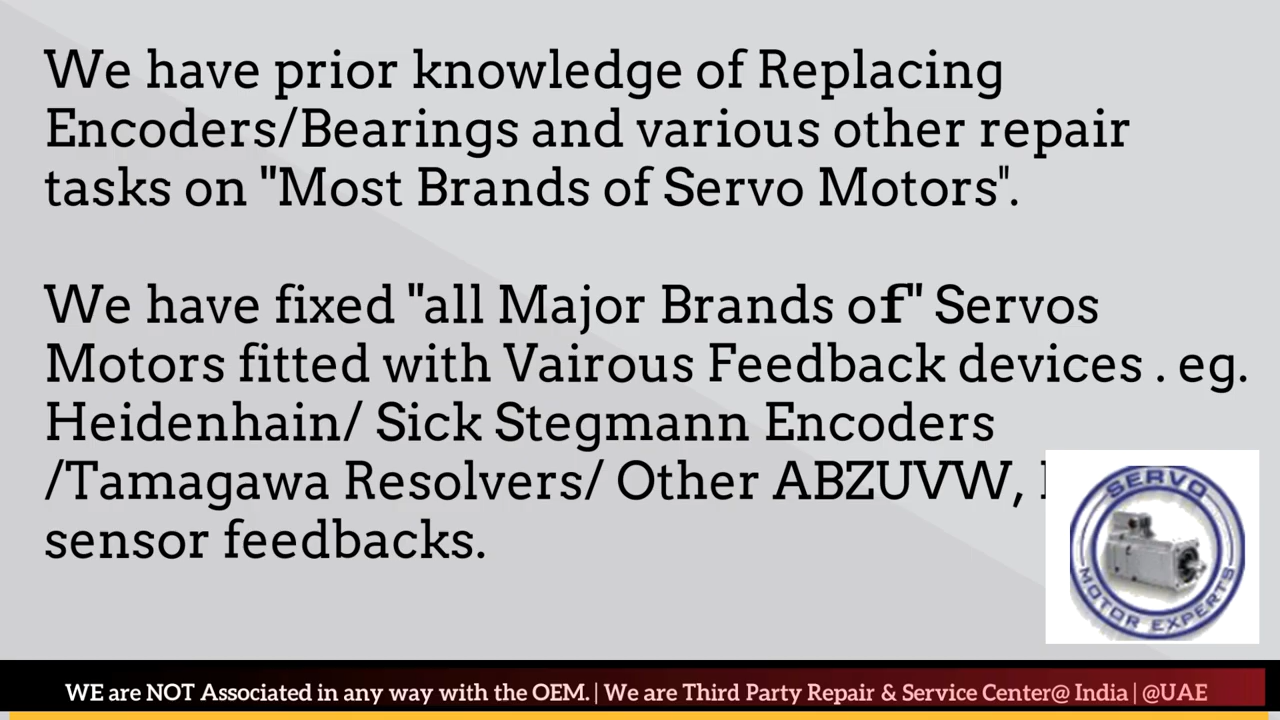 We have prior knowledge of Replacing
Encoders/Bearings and various other repair
tasks on "Most Brands of Servo Motors".
We have fixed "all Major Brands of" Servos
Motors fitted with Vairous Feedback devices . eg.
Heidenhain/ Sick Stegmann Encoders
/Tamagawa Resolvers/ Other ABZUVW,
sensor feedbacks.
SERVO
MOTOR EXPERTS
WE are NOT Associated in any way with the OEM. | We are Third Party Repair & Service Center@ India | @UAE